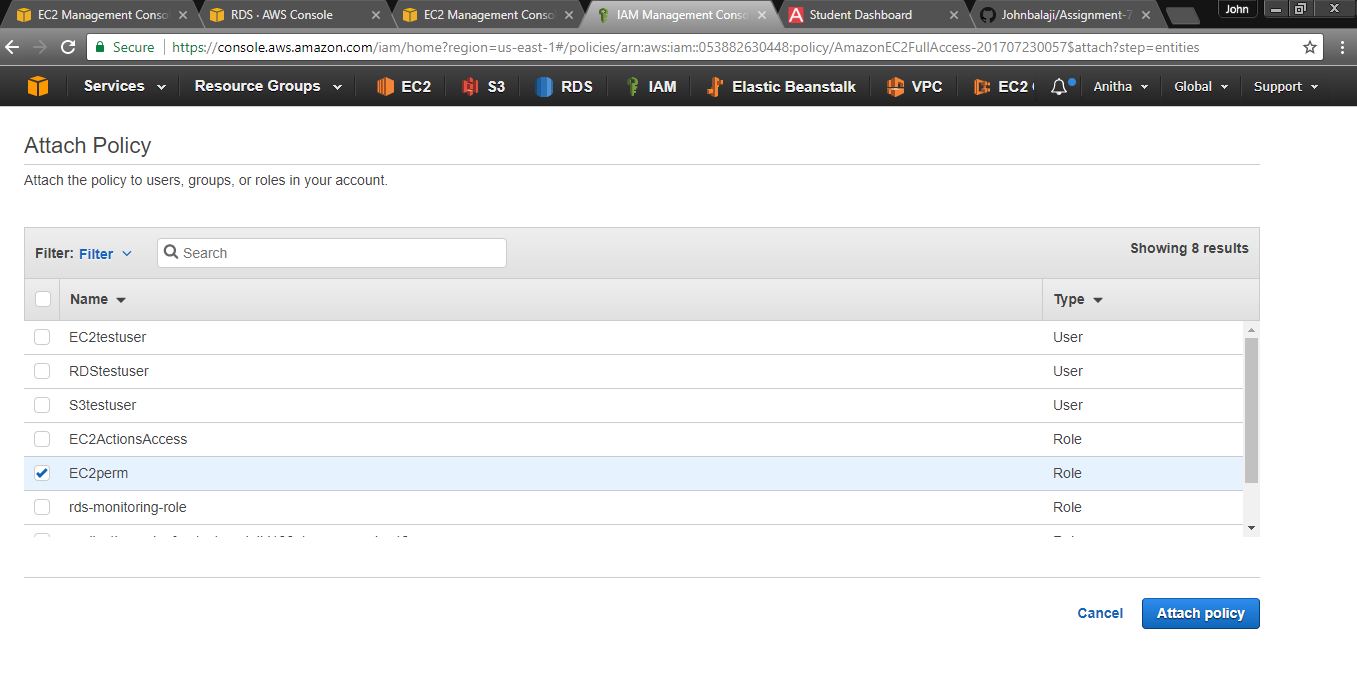 EC2 Management Conso
RDS · AWS Console
EC2 Management Conso
IAM Management Conso
Student Dashboard
Johnbalaji/Assignment-7
John
Secure
https://console.aws.amazon.com/iam/home?region=us-east-1#/policies/arn:aws:iam::053882630448:policy/AmazonEC2FullAccess-201707230057$attach?step=entities
Services
Resource Groups
EC2
S3
RDS
IAM
Elastic Beanstalk
VPC
EC2
Anitha
Global
Support
Attach Policy
Attach the policy to users, groups, or roles in your account.
Filter: Filter
Search
Showing 8 results
Name
Type
EC2testuser
User
RDStestuser
User
S3testuser
User
EC2ActionsAccess
Role
EC2perm
Role
rds-monitoring-role
Role
Cancel
Attach policy